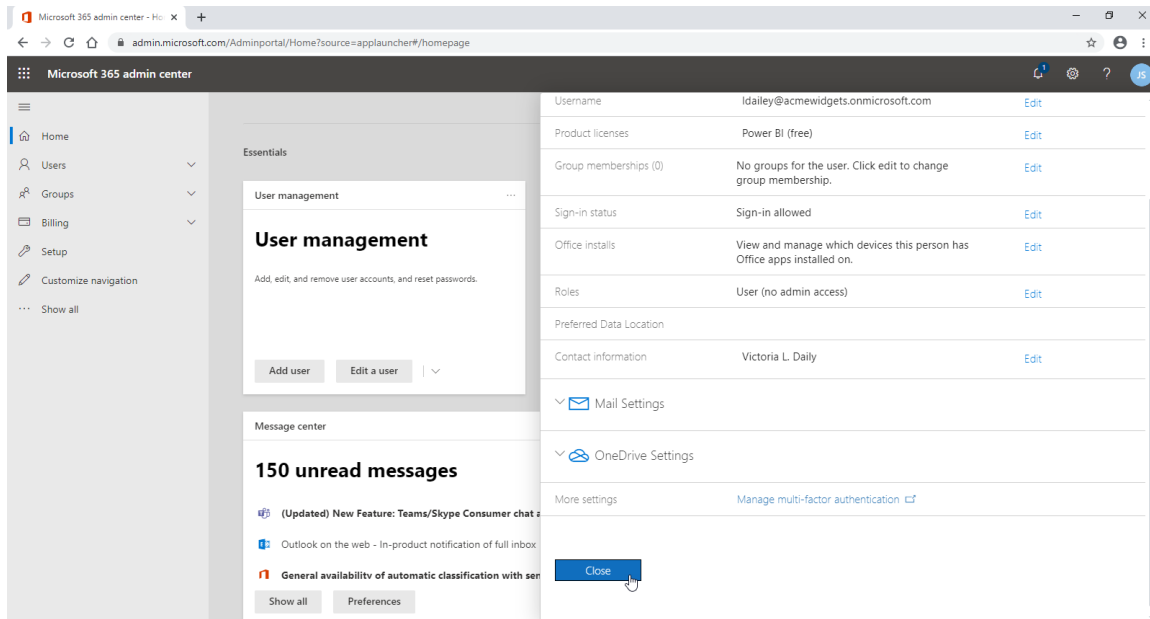 Microsoft 365 admin center - Ho
admin.microsoft.com/Adminportal/Home?source=applauncher#/homepage
Microsoft 365 admin center
1
?
JS
Home
Users
Groups
Billing
Setup
Customize navigation
Show all
Essentials
User management
User management
Add, edit, and remove user accounts, and reset passwords.
Add user Edit a user
Message center
150 unread messages
(Updated) New Feature: Teams/Skype Consumer chat a
Outlook on the web - In-product notification of full inbox
General availability of automatic classification with sen
Show all Preferences
Username ldailey@acmewidgets.onmicrosoft.com Edit
Product licenses Power BI (free) Edit
Group memberships (0) No groups for the user. Click edit to change Edit
group membership.
Sign-in status Sign-in allowed Edit
Office installs View and manage which devices this person has Edit
Office apps installed on.
Roles User (no admin access) Edit
Preferred Data Location
Contact information Victoria L. Daily Edit
Mail Settings
OneDrive Settings
More settings Manage multi-factor authentication
Close